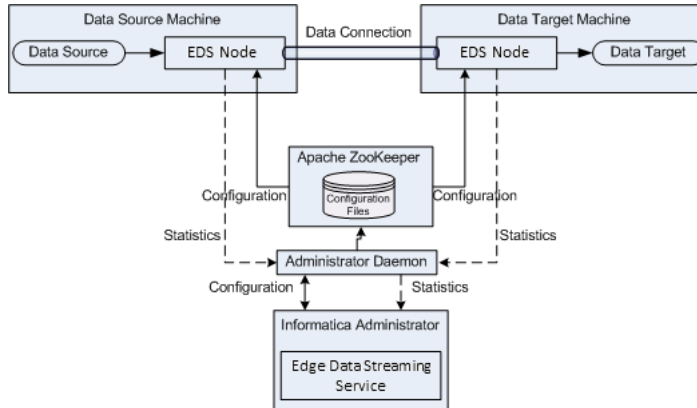 Data Source Machine
Data Target Machine
Data Connection
Data Source
EDS Node
EDS Node
Data Target
Apache ZooKeeper
Configuration
Files
Configuration
Configuration
Statistics
Statistics
Administrator Daemon
Configuration
Statistics
Informatica Administrator
Edge Data Streaming
Service